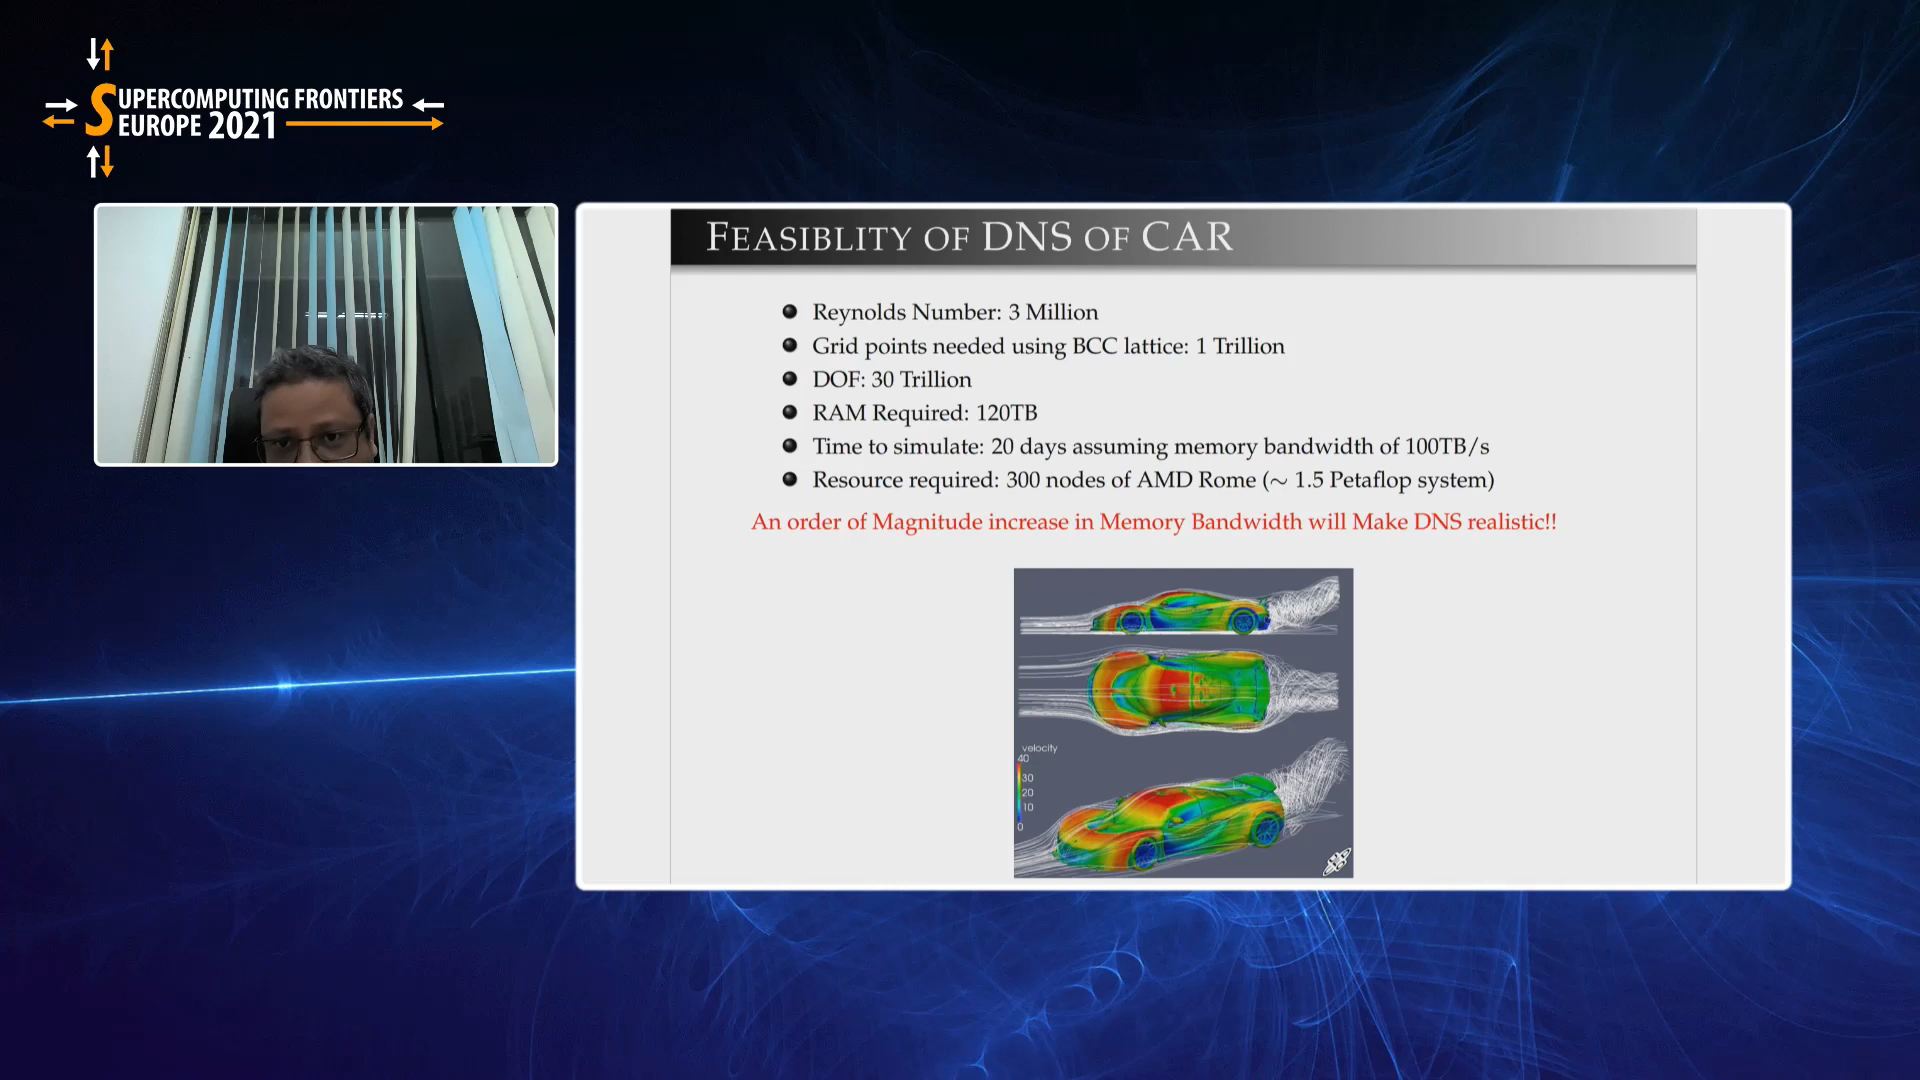 SUPERCOMPUTING FRONTIERS
EUROPE 2021
FEASIBLITY OF DNS OF CAR
Reynolds Number: 3 Million
Grid points needed using BCC lattice: 1 Trillion
DOF: 30 Trillion
RAM Required: 120TB
Time to simulate: 20 days assuming memory bandwidth of 100TB/s
Resource required: 300 nodes of AMD Rome (∼ 1.5 Petaflop system)
An order of Magnitude increase in Memory Bandwidth will Make DNS realistic!!
velocity
40
30
20
10
0